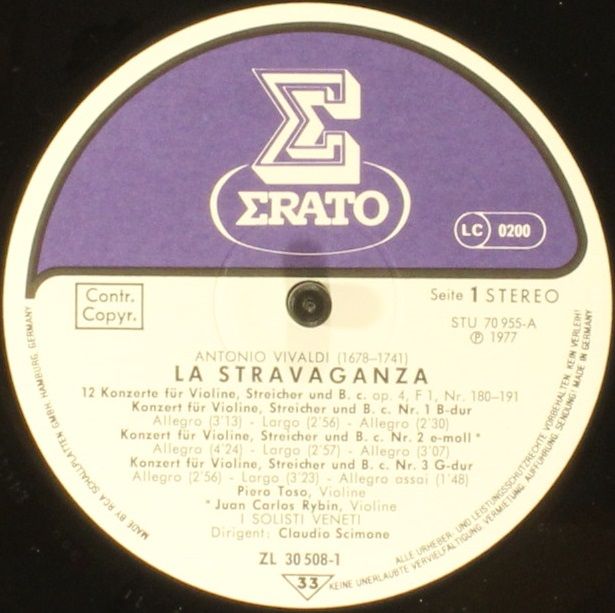 Σ
ΣRATO
LC 0200
Contr.
Copyr.
Seite 1 STEREO
STU 70 955-A
℗ 1977
ANTONIO VIVALDI (1678–1741)
LA STRAVAGANZA
12 Konzerte für Violine, Streicher und B. c. op. 4, F 1, Nr. 180–191
Konzert für Violine, Streicher und B. c. Nr. 1 B-dur
Allegro (3'13) - Largo (2'56) - Allegro (2'30)
Konzert für Violine, Streicher und B. c. Nr. 2 e-moll *
Allegro (4'24) - Largo (2'57) - Allegro (3'07)
Konzert für Violine, Streicher und B. c. Nr. 3 G-dur
Allegro (2'56) - Largo (3'23) - Allegro assai (1'48)
Piero Toso, Violine
* Juan Carlos Rybin, Violine
I SOLISTI VENETI
Dirigent: Claudio Scimone
ZL 30 508-1
33
MADE BY RCA SCHALLPLATTEN GMBH HAMBURG, GERMANY
ALLE URHEBER- UND LEISTUNGSSCHUTZRECHTE VORBEHALTEN, KEIN VERLEIH!
KEINE UNERLAUBTE VERVIELFÄLTIGUNG, VERMIETUNG, AUFFÜHRUNG, SENDUNG! MADE IN GERMANY